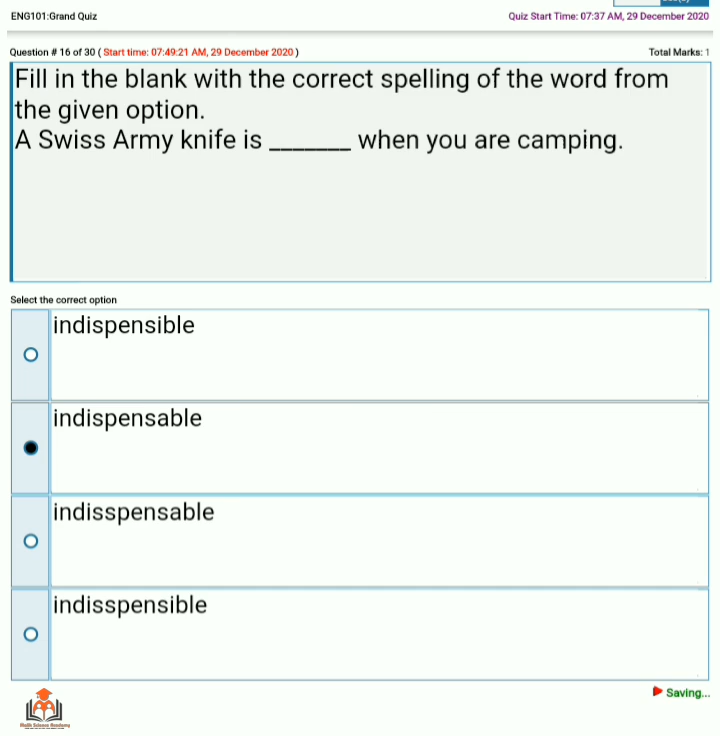 ENG101:Grand Quiz
Quiz Start Time: 07:37 AM, 29 December 2020
Question # 16 of 30 ( Start time: 07:49:21 AM, 29 December 2020 )
Total Marks: 1
Fill in the blank with the correct spelling of the word from
the given option.
A Swiss Army knife is _______ when you are camping.
Select the correct option
indispensible
indispensable
indisspensable
indisspensible
Saving...
Math Science Academy